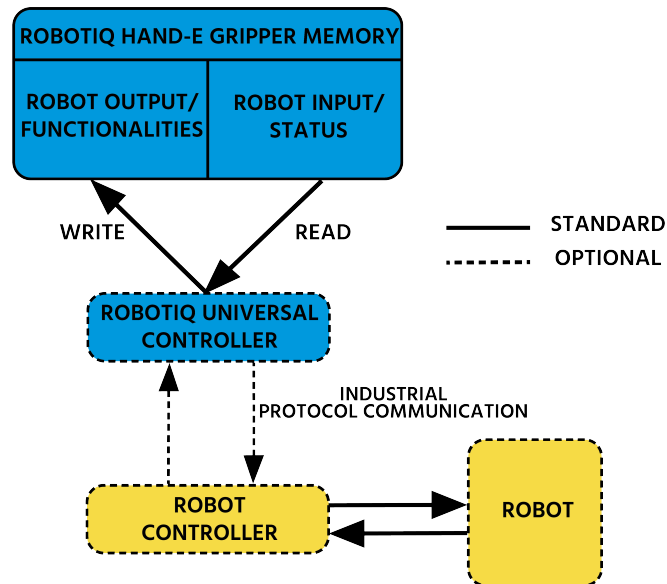 ROBOTIQ HAND-E GRIPPER MEMORY
ROBOT OUTPUT/
FUNCTIONALITIES
ROBOT INPUT/
STATUS
WRITE
READ
STANDARD
OPTIONAL
ROBOTIQ UNIVERSAL
CONTROLLER
INDUSTRIAL
PROTOCOL COMMUNICATION
ROBOT
CONTROLLER
ROBOT